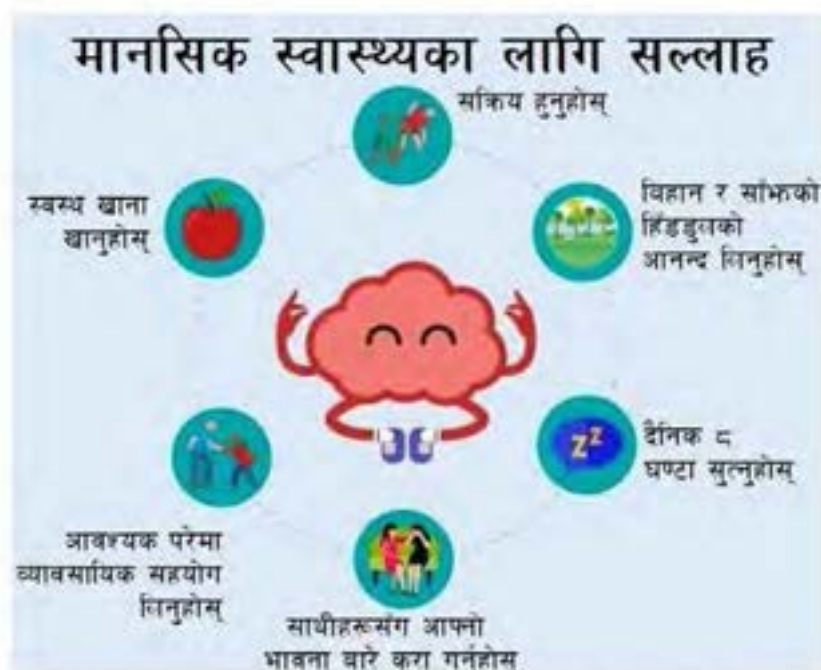 मानसिक स्वास्थ्यका लागि सल्लाह
सक्रिय हुनुहोस्
विहान र साँझको
हिँडडुलको
आनन्द लिनुहोस्
दैनिक ८
घण्टा सुत्नुहोस्
साथीहरूसंग आफ्नो
भावना बारे कुरा गर्नुहोस्
आवश्यक परेमा
व्यावसायिक सहयोग
लिनुहोस्
स्वस्थ खाना
खानुहोस्
zz